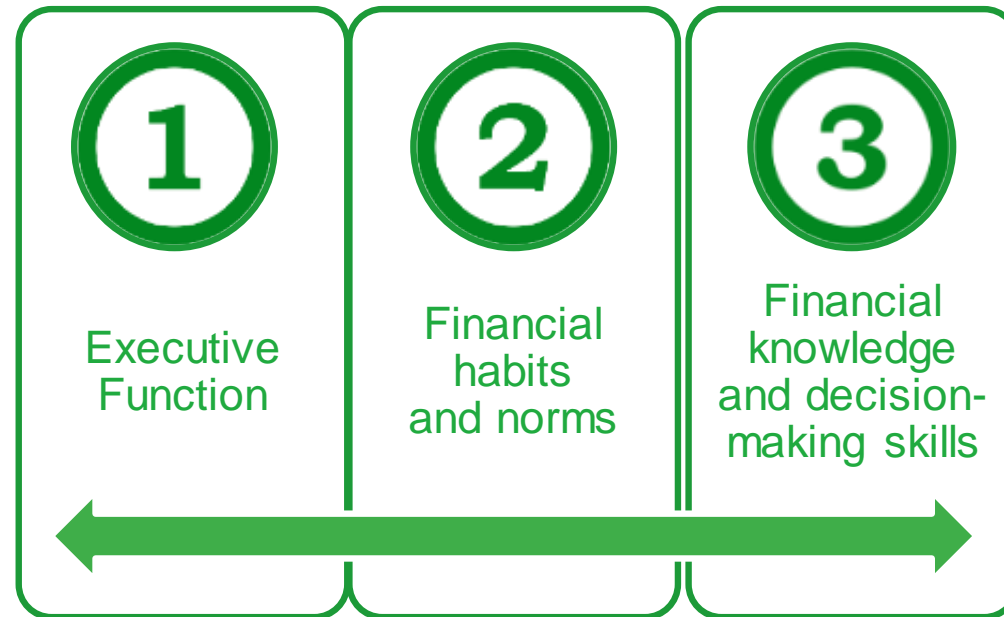 1
Executive
Function
2
Financial
habits
and norms
3
Financial
knowledge
and decision-
making skills